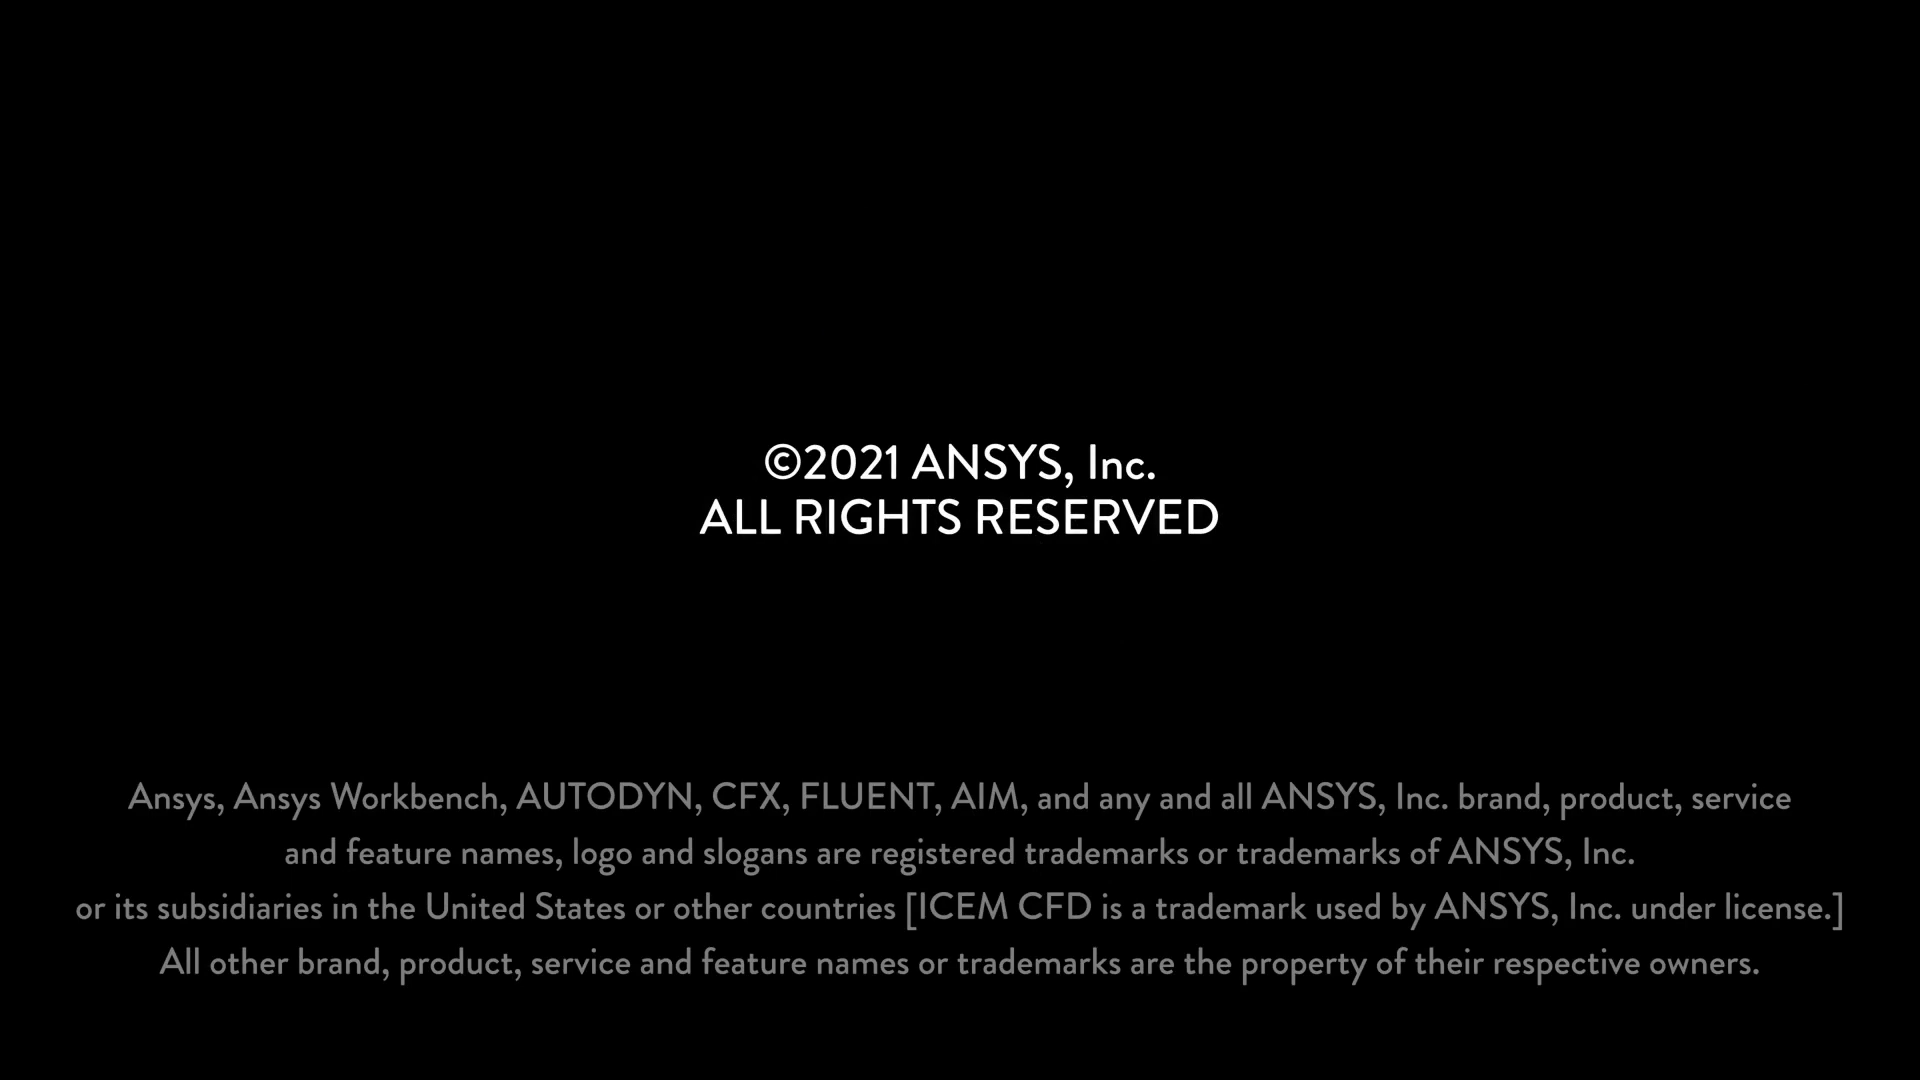 ©2021 ANSYS, Inc.
ALL RIGHTS RESERVED
Ansys, Ansys Workbench, AUTODYN, CFX, FLUENT, AIM, and any and all ANSYS, Inc. brand, product, service
and feature names, logo and slogans are registered trademarks or trademarks of ANSYS, Inc.
or its subsidiaries in the United States or other countries [ICEM CFD is a trademark used by ANSYS, Inc. under license.]
All other brand, product, service and feature names or trademarks are the property of their respective owners.